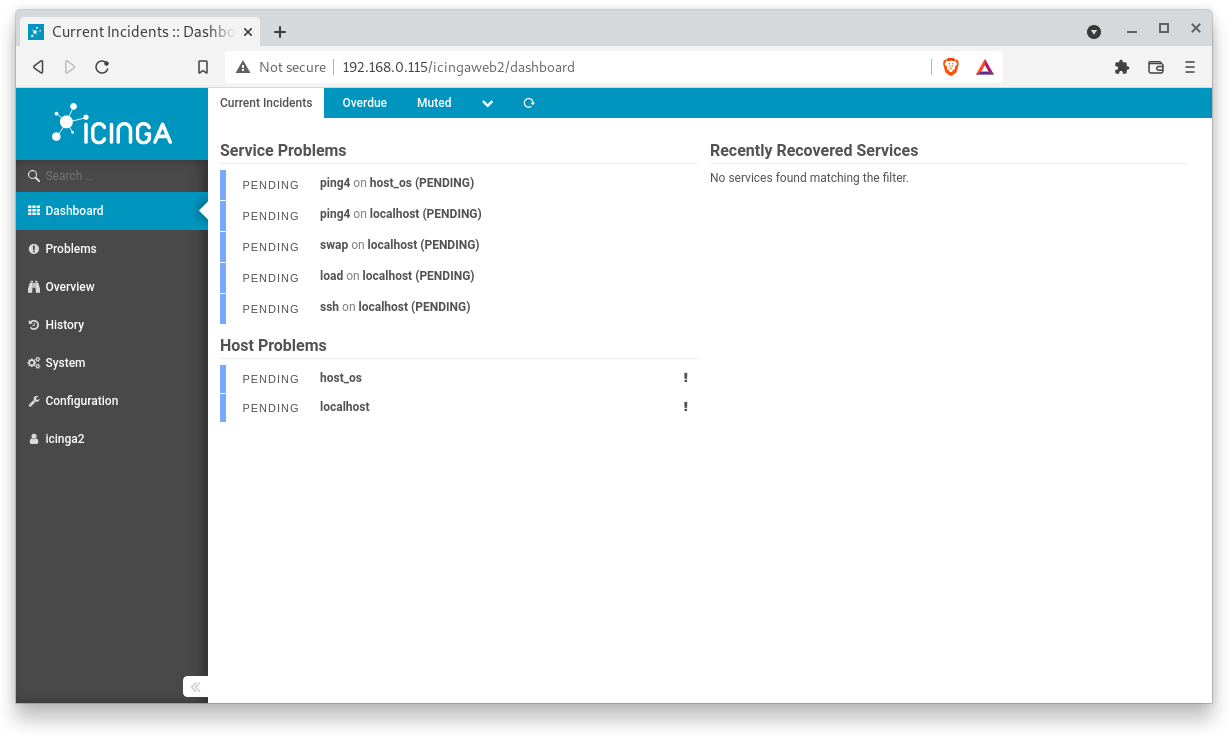 Current Incidents :: Dashbo
Not secure 192.168.0.115/icingaweb2/dashboard
ICINGA
Search ...
Dashboard
Problems
Overview
History
System
Configuration
icinga2
Current Incidents Overdue Muted
Service Problems
PENDING ping4 on host_os (PENDING)
PENDING ping4 on localhost (PENDING)
PENDING swap on localhost (PENDING)
PENDING load on localhost (PENDING)
PENDING ssh on localhost (PENDING)
Host Problems
PENDING host_os
PENDING localhost
Recently Recovered Services
No services found matching the filter.